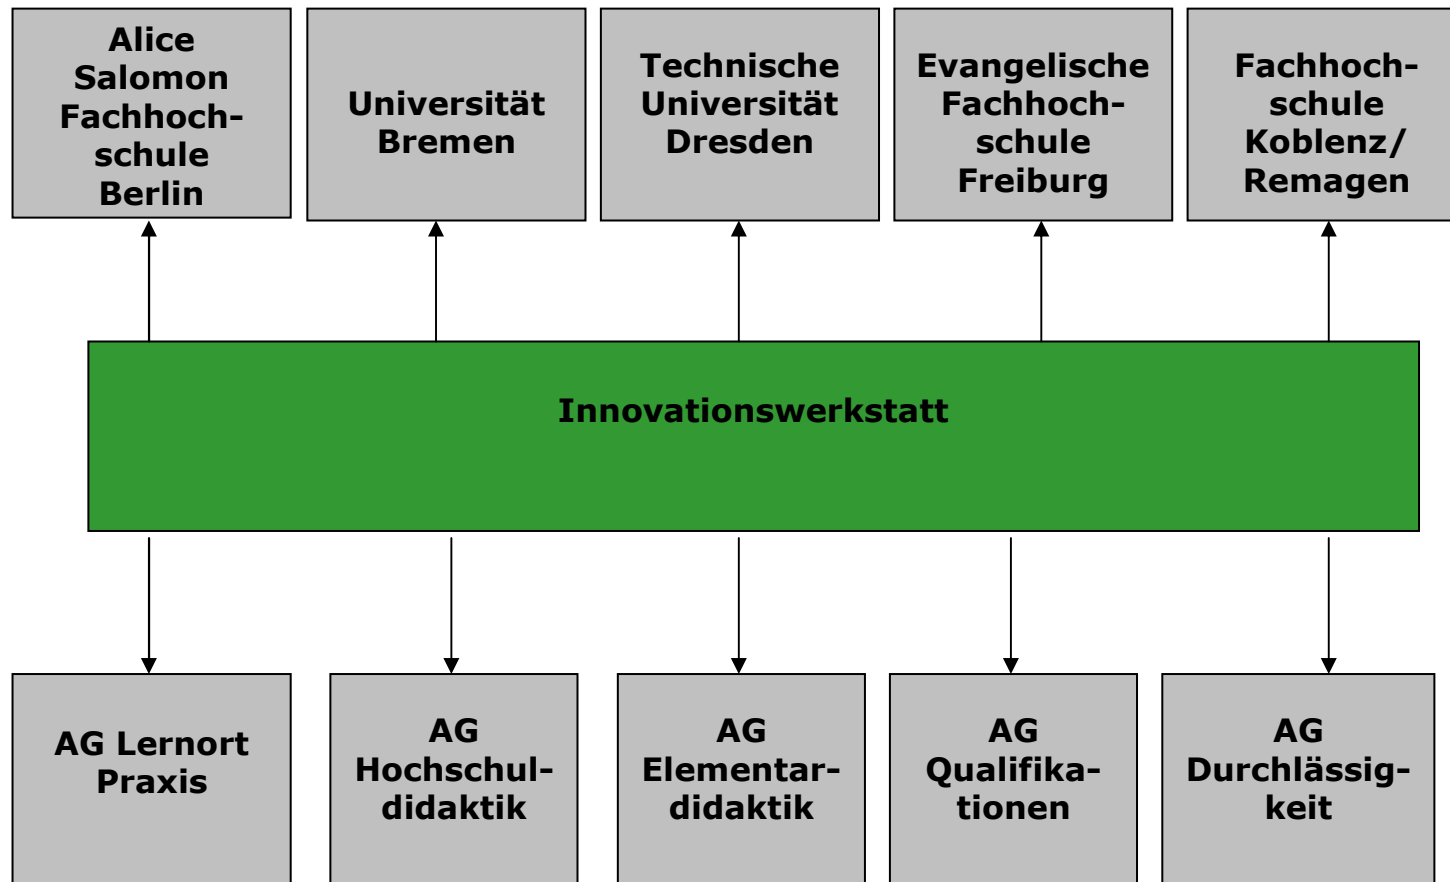 Alice
Salomon
Fachhoch-
schule
Berlin
Universität
Bremen
Technische
Universität
Dresden
Evangelische
Fachhoch-
schule
Freiburg
Fachhoch-
schule
Koblenz/
Remagen
Innovationswerkstatt
AG Lernort
Praxis
AG
Hochschul-
didaktik
AG
Elementar-
didaktik
AG
Qualifika-
tionen
AG
Durchlässig-
keit